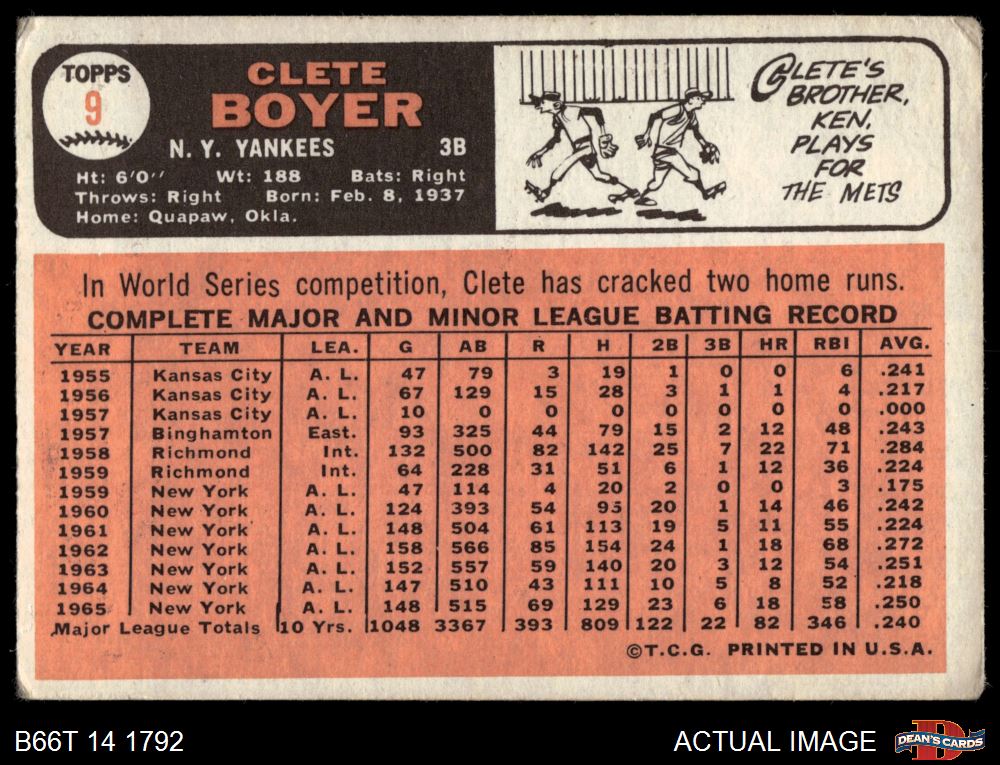 TOPPS
9
CLETE
BOYER
N. Y. YANKEES 3B
Ht: 6'0'' Wt: 188 Bats: Right
Throws: Right Born: Feb. 8, 1937
Home: Quapaw, Okla.
CLETE'S
BROTHER,
KEN,
PLAYS
FOR
THE METS
In World Series competition, Clete has cracked two home runs.
COMPLETE MAJOR AND MINOR LEAGUE BATTING RECORD
YEAR TEAM LEA. G AB R H 2B 3B HR RBI AVG.
1955 Kansas City A. L. 47 79 3 19 1 0 0 6 .241
1956 Kansas City A. L. 67 129 15 28 3 1 1 4 .217
1957 Kansas City A. L. 10 0 0 0 0 0 0 0 .000
1957 Binghamton East. 93 325 44 79 15 2 12 48 .243
1958 Richmond Int. 132 500 82 142 25 7 22 71 .284
1959 Richmond Int. 64 228 31 51 6 1 12 36 .224
1959 New York A. L. 47 114 4 20 2 0 0 3 .175
1960 New York A. L. 124 393 54 95 20 1 14 46 .242
1961 New York A. L. 148 504 61 113 19 5 11 55 .224
1962 New York A. L. 158 566 85 154 24 1 18 68 .272
1963 New York A. L. 152 557 59 140 20 3 12 54 .251
1964 New York A. L. 147 510 43 111 10 5 8 52 .218
1965 New York A. L. 148 515 69 129 23 6 18 58 .250
Major League Totals 10 Yrs. 1048 3367 393 809 122 22 82 346 .240
©T.C.G. PRINTED IN U.S.A.
B66T 14 1792 ACTUAL IMAGE
DEAN'S CARDS